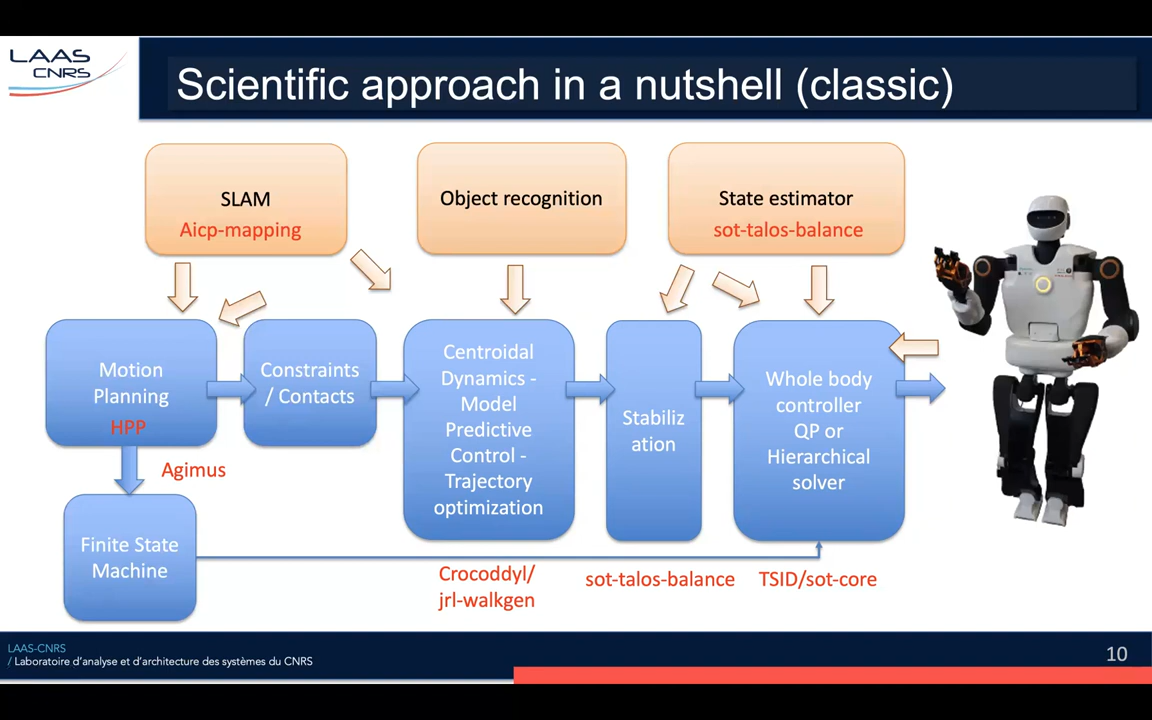 LAAS
CNRS
Scientific approach in a nutshell (classic)
SLAM
Aicp-mapping
Object recognition
State estimator
sot-talos-balance
Motion
Planning
HPP
Constraints
/ Contacts
Centroidal
Dynamics -
Model
Predictive
Control -
Trajectory
optimization
Stabiliz
ation
Whole body
controller
QP or
Hierarchical
solver
Agimus
Finite State
Machine
Crocoddyl/
jrl-walkgen
sot-talos-balance
TSID/sot-core
LAAS-CNRS
/ Laboratoire d'analyse et d'architecture des systèmes du CNRS
10